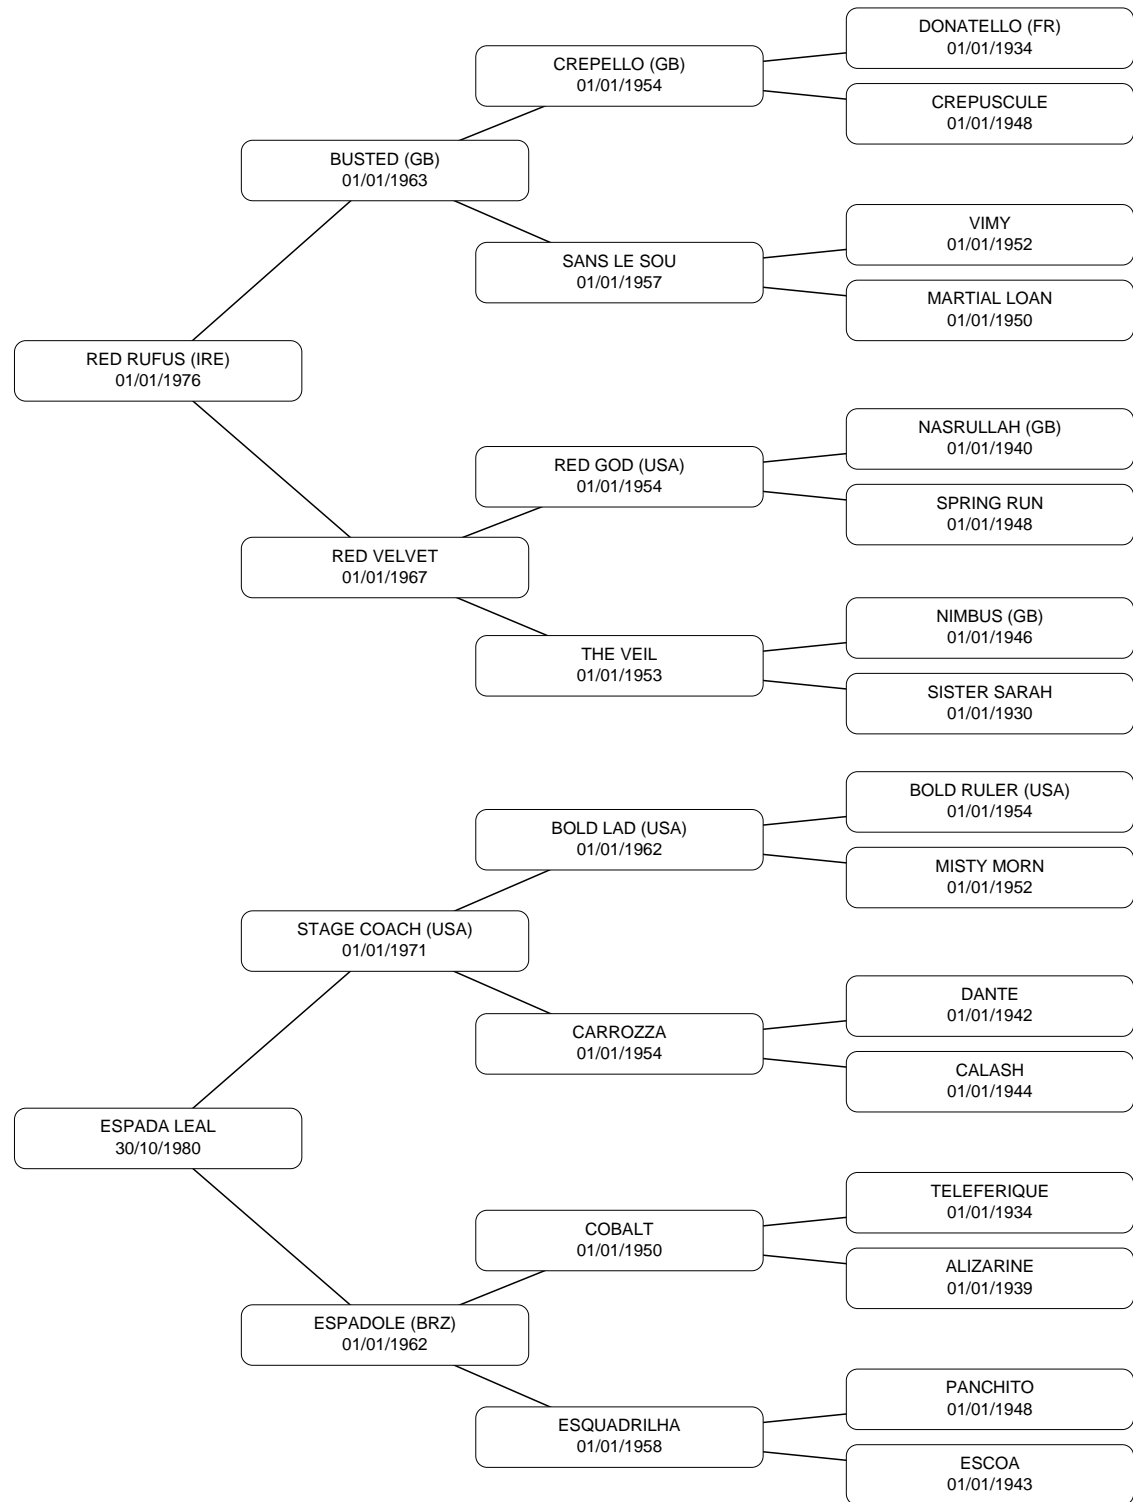 DONATELLO (FR)
01/01/1934
CREPELLO (GB)
01/01/1954
CREPUSCULE
01/01/1948
BUSTED (GB)
01/01/1963
VIMY
01/01/1952
SANS LE SOU
01/01/1957
MARTIAL LOAN
01/01/1950
RED RUFUS (IRE)
01/01/1976
NASRULLAH (GB)
01/01/1940
RED GOD (USA)
01/01/1954
SPRING RUN
01/01/1948
RED VELVET
01/01/1967
NIMBUS (GB)
01/01/1946
THE VEIL
01/01/1953
SISTER SARAH
01/01/1930
BOLD RULER (USA)
01/01/1954
BOLD LAD (USA)
01/01/1962
MISTY MORN
01/01/1952
STAGE COACH (USA)
01/01/1971
DANTE
01/01/1942
CARROZZA
01/01/1954
CALASH
01/01/1944
ESPADA LEAL
30/10/1980
TELEFERIQUE
01/01/1934
COBALT
01/01/1950
ALIZARINE
01/01/1939
ESPADOLE (BRZ)
01/01/1962
PANCHITO
01/01/1948
ESQUADRILHA
01/01/1958
ESCOA
01/01/1943